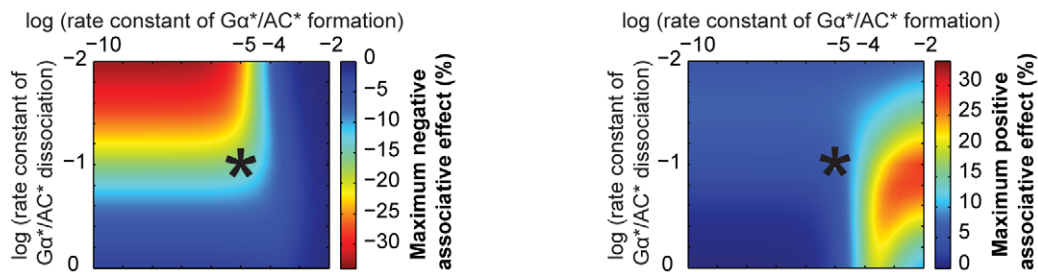 log (rate constant of Gα*/AC* formation)
−10 −5 −4 −2
−2
−1
0
log (rate constant of
Gα*/AC* dissociation)
*
0
−5
−10
−15
−20
−25
−30
Maximum negative
associative effect (%)
log (rate constant of Gα*/AC* formation)
−10 −5 −4 −2
−2
−1
0
log (rate constant of
Gα*/AC* dissociation)
*
30
25
20
15
10
5
0
Maximum positive
associative effect (%)